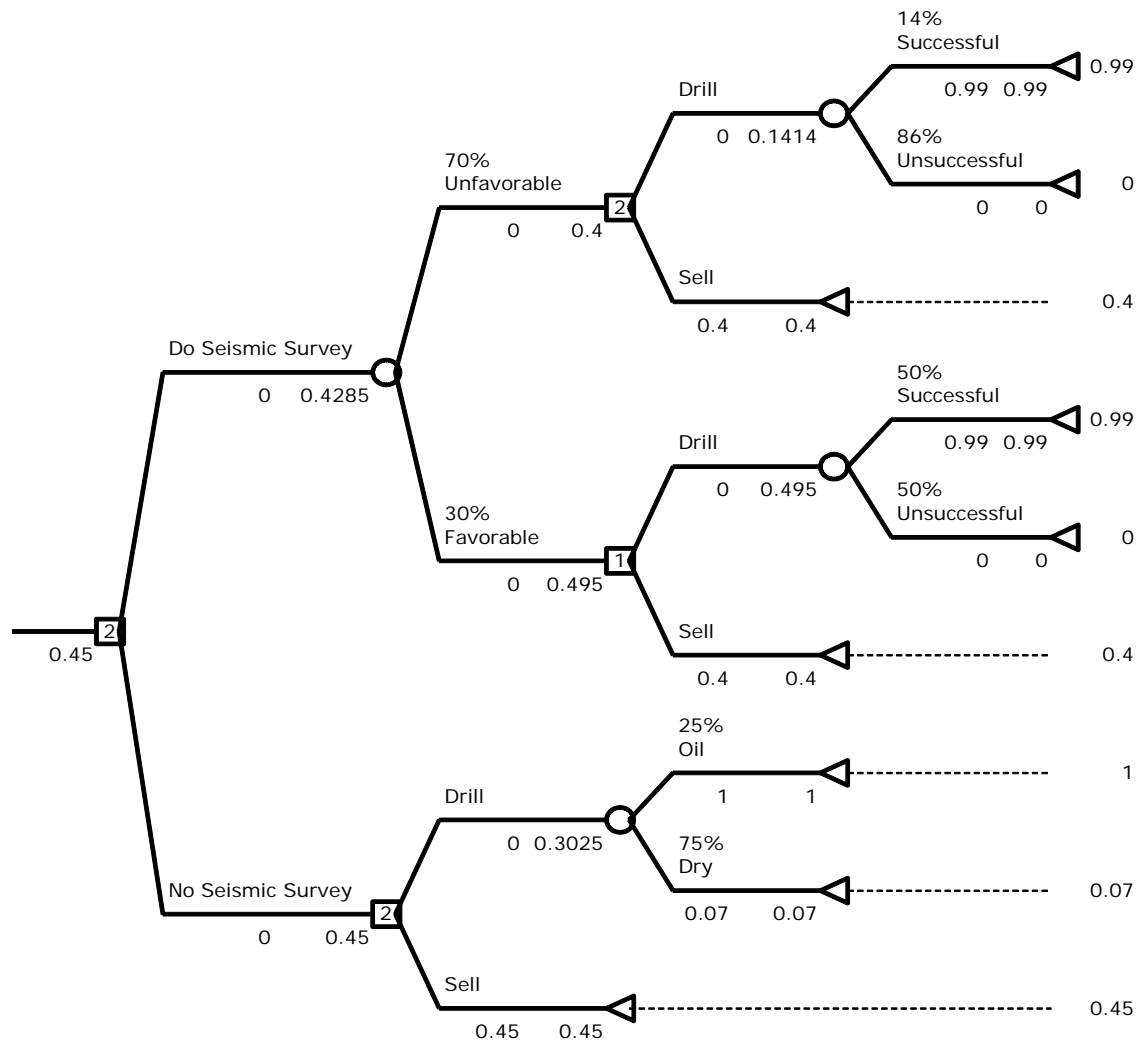 14%
Successful
0.99
Drill
0.99 0.99
0 0.1414
86%
Unsuccessful
70%
Unfavorable
0
2
0 0
0 0.4
Sell
0.4
0.4 0.4
Do Seismic Survey
50%
Successful
0 0.4285
0.99
Drill
0.99 0.99
0 0.495
50%
Unsuccessful
30%
Favorable
0
1
0 0
0 0.495
2
Sell
0.45
0.4
0.4 0.4
25%
Oil
1
Drill
1 1
0 0.3025
75%
Dry
No Seismic Survey
0.07
2
0.07 0.07
0 0.45
Sell
0.45
0.45 0.45